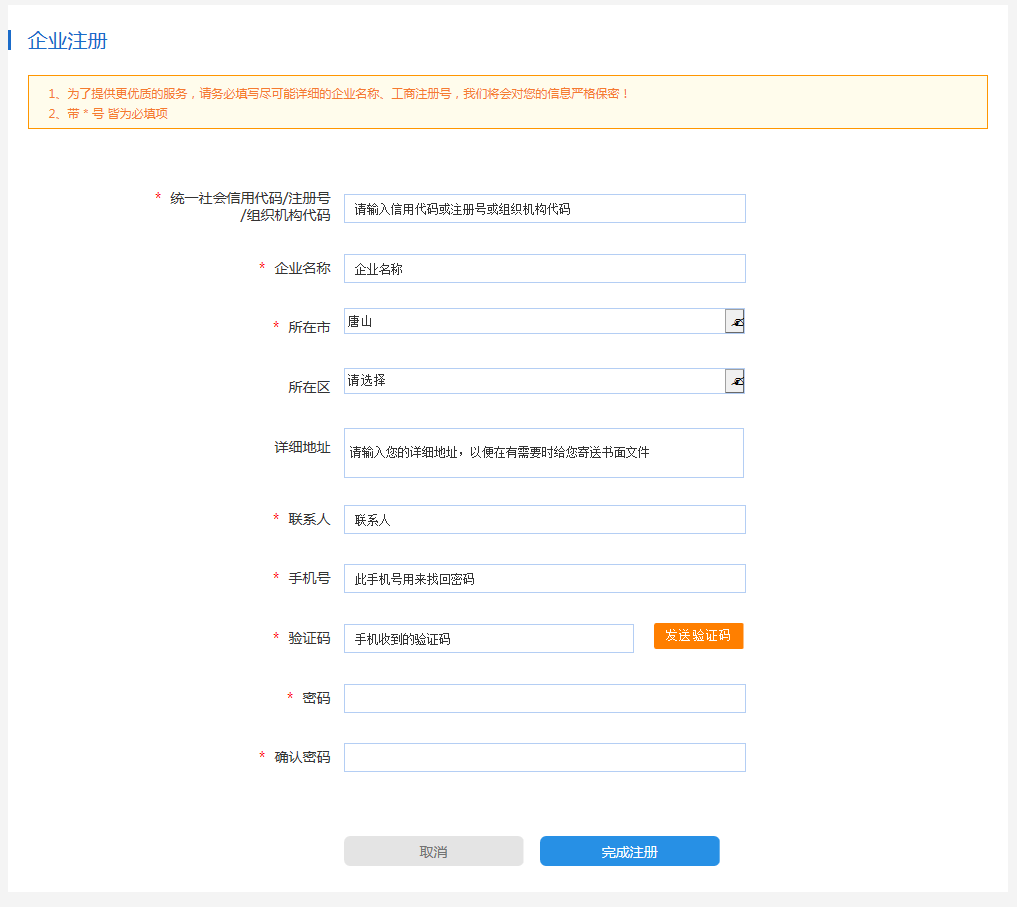 企业注册
1、为了提供更优质的服务，请务必填写尽可能详细的企业名称、工商注册号，我们将会对您的信息严格保密！
2、带 * 号 皆为必填项
* 统一社会信用代码/注册号
/组织机构代码
请输入信用代码或注册号或组织机构代码
* 企业名称
企业名称
* 所在市
唐山
所在区
请选择
详细地址
请输入您的详细地址，以便在有需要时给您寄送书面文件
* 联系人
联系人
* 手机号
此手机号用来找回密码
* 验证码
手机收到的验证码
发送验证码
* 密码
* 确认密码
取消
完成注册